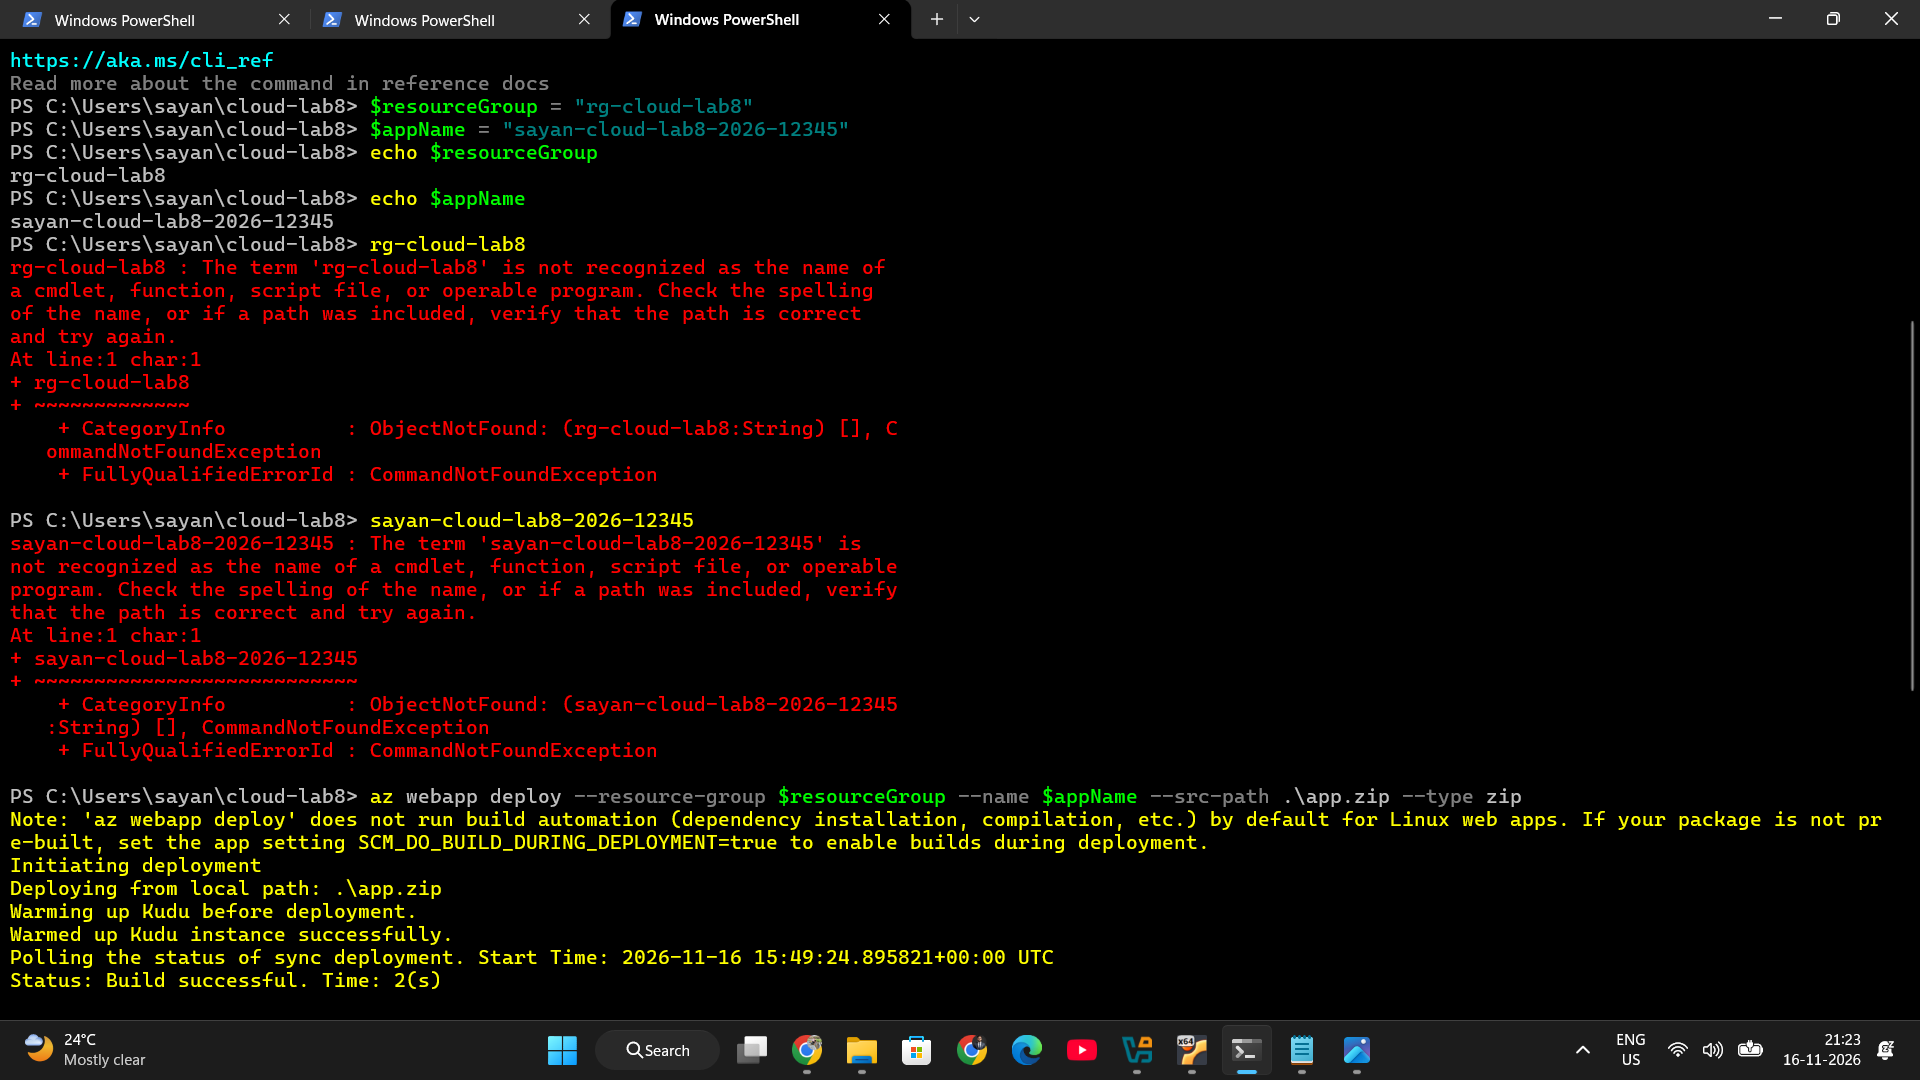 Windows PowerShell
Windows PowerShell
Windows PowerShell
https://aka.ms/cli_ref
Read more about the command in reference docs
PS C:\Users\sayan\cloud-lab8> $resourceGroup = "rg-cloud-lab8"
PS C:\Users\sayan\cloud-lab8> $appName = "sayan-cloud-lab8-2026-12345"
PS C:\Users\sayan\cloud-lab8> echo $resourceGroup
rg-cloud-lab8
PS C:\Users\sayan\cloud-lab8> echo $appName
sayan-cloud-lab8-2026-12345
PS C:\Users\sayan\cloud-lab8> rg-cloud-lab8
rg-cloud-lab8 : The term 'rg-cloud-lab8' is not recognized as the name of
a cmdlet, function, script file, or operable program. Check the spelling
of the name, or if a path was included, verify that the path is correct
and try again.
At line:1 char:1
+ rg-cloud-lab8
+ ~~~~~~~~~~~~~
    + CategoryInfo          : ObjectNotFound: (rg-cloud-lab8:String) [], C
   ommandNotFoundException
    + FullyQualifiedErrorId : CommandNotFoundException
PS C:\Users\sayan\cloud-lab8> sayan-cloud-lab8-2026-12345
sayan-cloud-lab8-2026-12345 : The term 'sayan-cloud-lab8-2026-12345' is
not recognized as the name of a cmdlet, function, script file, or operable
program. Check the spelling of the name, or if a path was included, verify
that the path is correct and try again.
At line:1 char:1
+ sayan-cloud-lab8-2026-12345
+ ~~~~~~~~~~~~~~~~~~~~~~~~~~~
    + CategoryInfo          : ObjectNotFound: (sayan-cloud-lab8-2026-12345
   :String) [], CommandNotFoundException
    + FullyQualifiedErrorId : CommandNotFoundException
PS C:\Users\sayan\cloud-lab8> az webapp deploy --resource-group $resourceGroup --name $appName --src-path .\app.zip --type zip
Note: 'az webapp deploy' does not run build automation (dependency installation, compilation, etc.) by default for Linux web apps. If your package is not pr
e-built, set the app setting SCM_DO_BUILD_DURING_DEPLOYMENT=true to enable builds during deployment.
Initiating deployment
Deploying from local path: .\app.zip
Warming up Kudu before deployment.
Warmed up Kudu instance successfully.
Polling the status of sync deployment. Start Time: 2026-11-16 15:49:24.895821+00:00 UTC
Status: Build successful. Time: 2(s)
24°C
Mostly clear
Search
x64
ENG
US
21:23
16-11-2026